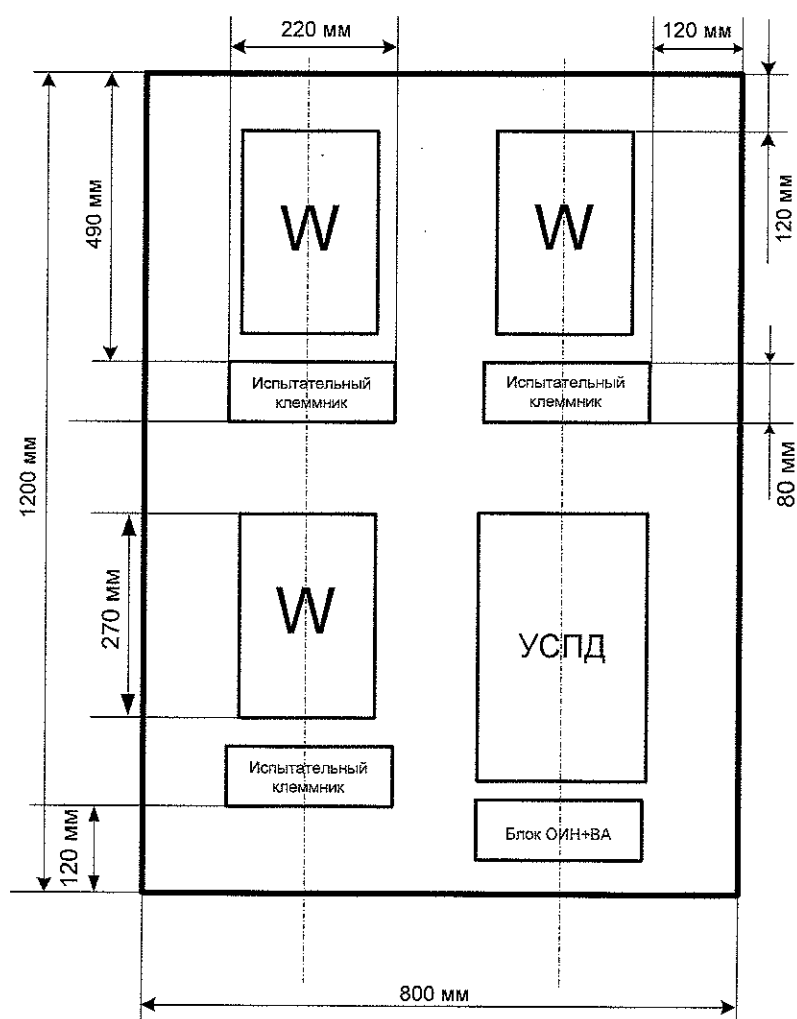 220 мм
120 мм
490 мм
120 мм
W
W
Испытательный
клеммник
Испытательный
клеммник
80 мм
1200 мм
270 мм
W
УСПД
Испытательный
клеммник
Блок ОИН+ВА
120 мм
800 мм